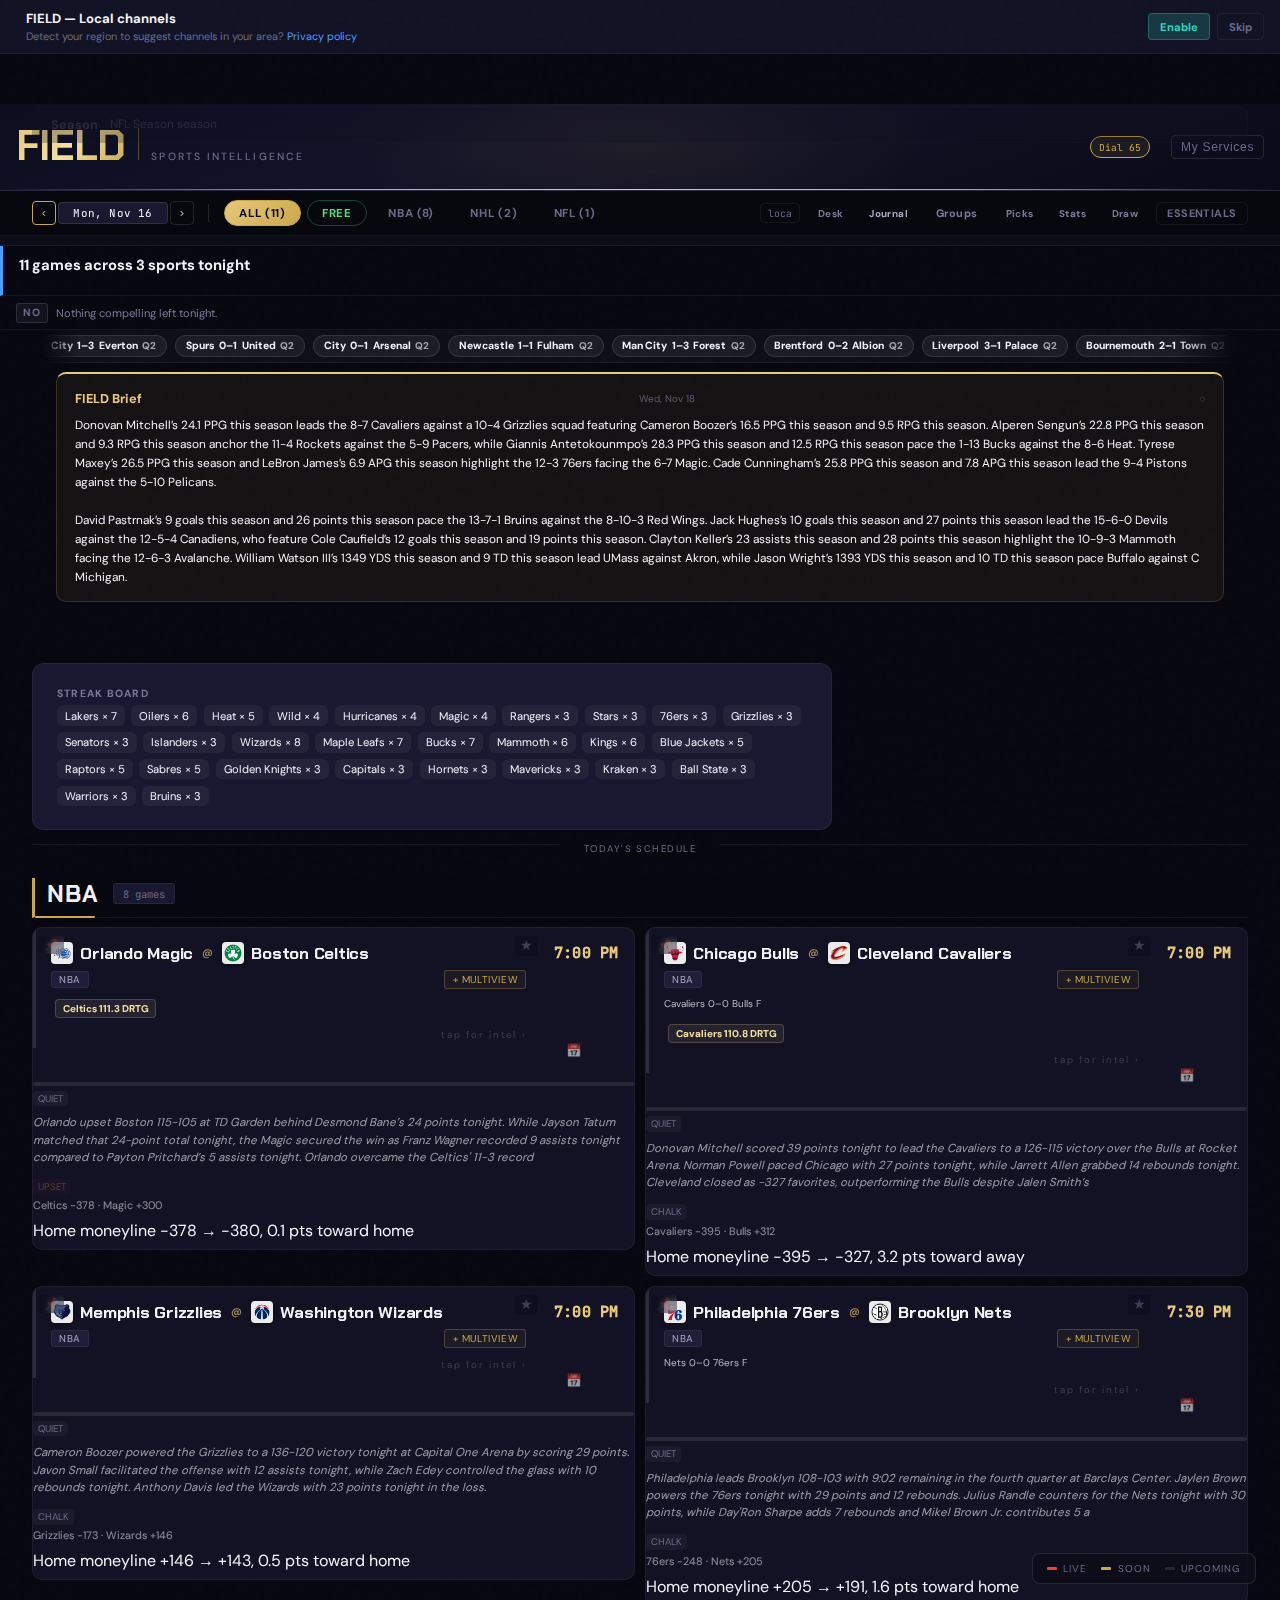 FIELD — Local channels
Detect your region to suggest channels in your area? Privacy policy
Enable
Skip
Season NFL Season season
FIELD
SPORTS INTELLIGENCE
Dial 65
My Services
‹ Mon, Nov 16 ›
ALL (11)
FREE
NBA (8)
NHL (2)
NFL (1)
loca
Desk
Journal
Groups
Picks
Stats
Draw
ESSENTIALS
11 games across 3 sports tonight
NO Nothing compelling left tonight.
City 1–3 Everton Q2
Spurs 0–1 United Q2
City 0–1 Arsenal Q2
Newcastle 1–1 Fulham Q2
Man City 1–3 Forest Q2
Brentford 0–2 Albion Q2
Liverpool 3–1 Palace Q2
Bournemouth 2–1 Town Q2
FIELD Brief
Wed, Nov 18
Donovan Mitchell's 24.1 PPG this season leads the 8-7 Cavaliers against a 10-4 Grizzlies squad featuring Cameron Boozer's 16.5 PPG this season and 9.5 RPG this season. Alperen Sengun's 22.8 PPG this season
and 9.3 RPG this season anchor the 11-4 Rockets against the 5-9 Pacers, while Giannis Antetokounmpo's 28.3 PPG this season and 12.5 RPG this season pace the 1-13 Bucks against the 8-6 Heat. Tyrese
Maxey's 26.5 PPG this season and LeBron James's 6.9 APG this season highlight the 12-3 76ers facing the 6-7 Magic. Cade Cunningham's 25.8 PPG this season and 7.8 APG this season lead the 9-4 Pistons
against the 5-10 Pelicans.
David Pastrnak's 9 goals this season and 26 points this season pace the 13-7-1 Bruins against the 8-10-3 Red Wings. Jack Hughes's 10 goals this season and 27 points this season lead the 15-6-0 Devils
against the 12-5-4 Canadiens, who feature Cole Caufield's 12 goals this season and 19 points this season. Clayton Keller's 23 assists this season and 28 points this season highlight the 10-9-3 Mammoth
facing the 12-6-3 Avalanche. William Watson III's 1349 YDS this season and 9 TD this season lead UMass against Akron, while Jason Wright's 1393 YDS this season and 10 TD this season pace Buffalo against C
Michigan.
STREAK BOARD
Lakers × 7
Oilers × 6
Heat × 5
Wild × 4
Hurricanes × 4
Magic × 4
Rangers × 3
Stars × 3
76ers × 3
Grizzlies × 3
Senators × 3
Islanders × 3
Wizards × 8
Maple Leafs × 7
Bucks × 7
Mammoth × 6
Kings × 6
Blue Jackets × 5
Raptors × 5
Sabres × 5
Golden Knights × 3
Capitals × 3
Hornets × 3
Mavericks × 3
Kraken × 3
Ball State × 3
Warriors × 3
Bruins × 3
TODAY'S SCHEDULE
NBA 8 games
Orlando Magic @ Boston Celtics
★
7:00 PM
NBA
+ MULTIVIEW
Celtics 111.3 DRTG
tap for intel ›
17
QUIET
Orlando upset Boston 115-105 at TD Garden behind Desmond Bane's 24 points tonight. While Jayson Tatum
matched that 24-point total tonight, the Magic secured the win as Franz Wagner recorded 9 assists tonight
compared to Payton Pritchard's 5 assists tonight. Orlando overcame the Celtics' 11-3 record
UPSET
Celtics -378 · Magic +300
Home moneyline -378 → -380, 0.1 pts toward home
Chicago Bulls @ Cleveland Cavaliers
★
7:00 PM
NBA
+ MULTIVIEW
Cavaliers 0–0 Bulls F
Cavaliers 110.8 DRTG
tap for intel ›
17
QUIET
Donovan Mitchell scored 39 points tonight to lead the Cavaliers to a 126-115 victory over the Bulls at Rocket
Arena. Norman Powell paced Chicago with 27 points tonight, while Jarrett Allen grabbed 14 rebounds tonight.
Cleveland closed as -327 favorites, outperforming the Bulls despite Jalen Smith's
CHALK
Cavaliers -395 · Bulls +312
Home moneyline -395 → -327, 3.2 pts toward away
Memphis Grizzlies @ Washington Wizards
★
7:00 PM
NBA
+ MULTIVIEW
tap for intel ›
17
QUIET
Cameron Boozer powered the Grizzlies to a 136-120 victory tonight at Capital One Arena by scoring 29 points.
Javon Small facilitated the offense with 12 assists tonight, while Zach Edey controlled the glass with 10
rebounds tonight. Anthony Davis led the Wizards with 23 points tonight in the loss.
CHALK
Grizzlies -173 · Wizards +146
Home moneyline +146 → +143, 0.5 pts toward home
Philadelphia 76ers @ Brooklyn Nets
★
7:30 PM
NBA
+ MULTIVIEW
Nets 0–0 76ers F
tap for intel ›
17
QUIET
Philadelphia leads Brooklyn 108-103 with 9:02 remaining in the fourth quarter at Barclays Center. Jaylen Brown
powers the 76ers tonight with 29 points and 12 rebounds. Julius Randle counters for the Nets tonight with 30
points, while Day'Ron Sharpe adds 7 rebounds and Mikel Brown Jr. contributes 5 a
CHALK
76ers -248 · Nets +205
Home moneyline +205 → +191, 1.6 pts toward home
LIVE
SOON
UPCOMING